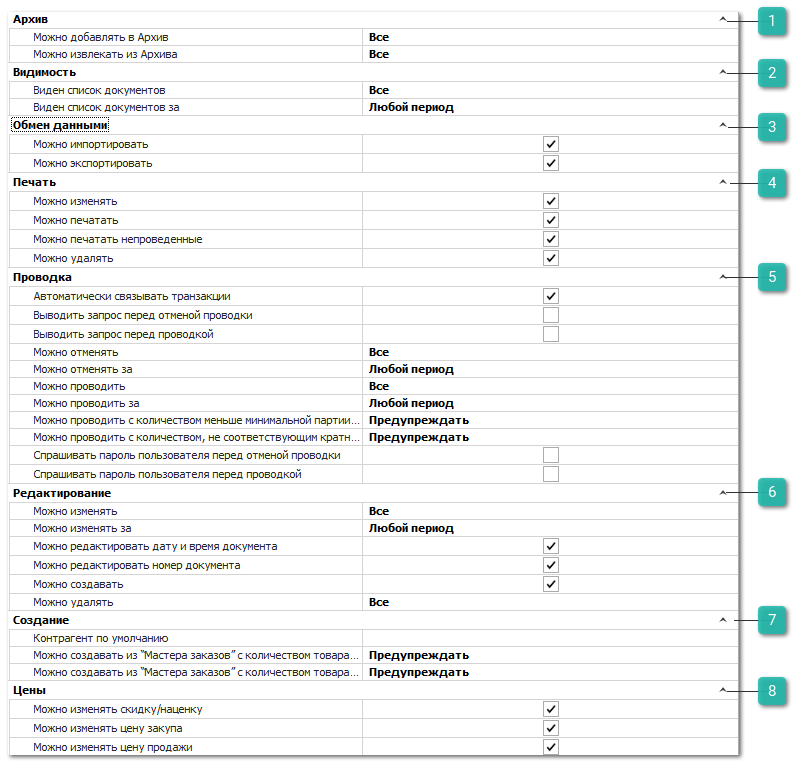 Архив 1
Можно добавлять в Архив Все
Можно извлекать из Архива Все
Видимость 2
Виден список документов Все
Виден список документов за Любой период
Обмен данными 3
Можно импортировать
Можно экспортировать
Печать 4
Можно изменять
Можно печатать
Можно печатать непроведенные
Можно удалять
Проводка 5
Автоматически связывать транзакции
Выводить запрос перед отменой проводки
Выводить запрос перед проводкой
Можно отменять Все
Можно отменять за Любой период
Можно проводить Все
Можно проводить за Любой период
Можно проводить с количеством меньше минимальной партии... Предупреждать
Можно проводить с количеством, не соответствующим кратн... Предупреждать
Спрашивать пароль пользователя перед отменой проводки
Спрашивать пароль пользователя перед проводкой
Редактирование 6
Можно изменять Все
Можно изменять за Любой период
Можно редактировать дату и время документа
Можно редактировать номер документа
Можно создавать
Можно удалять Все
Создание 7
Контрагент по умолчанию
Можно создавать из "Мастера заказов" с количеством товара... Предупреждать
Можно создавать из "Мастера заказов" с количеством товара... Предупреждать
Цены 8
Можно изменять скидку/наценку
Можно изменять цену закупа
Можно изменять цену продажи